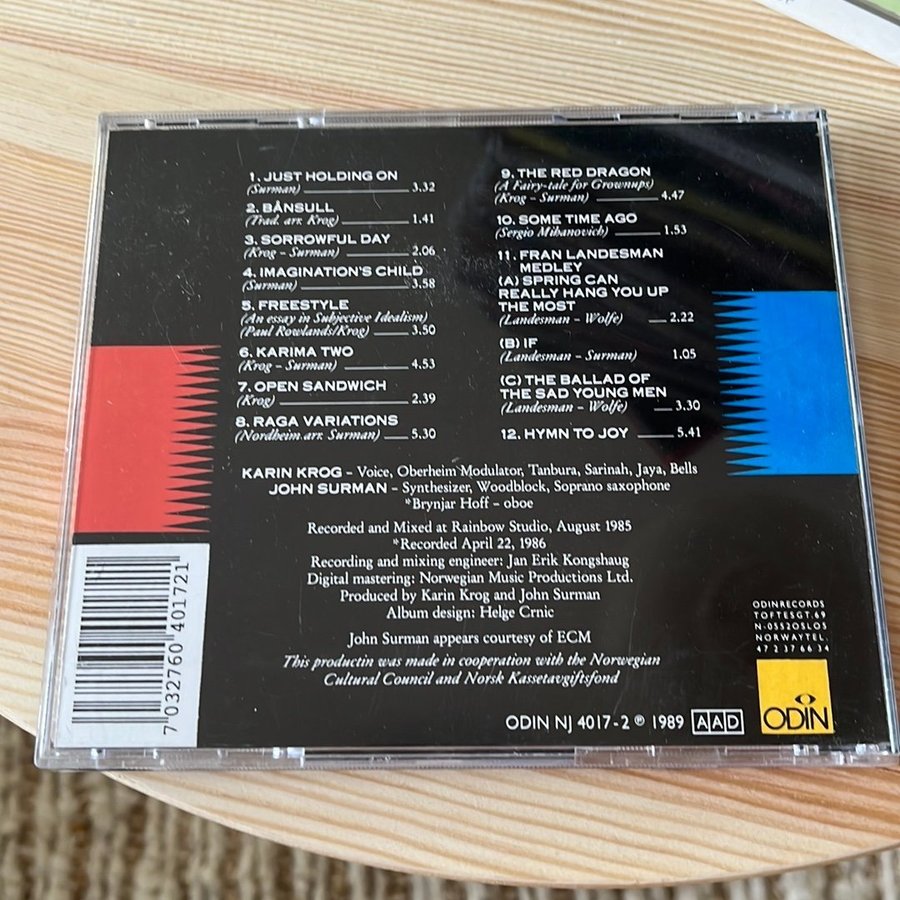 1. JUST HOLDING ON
(Surman) 3.32
2. BÅNSULL
(Trad. arr. Krog) 1.41
3. SORROWFUL DAY
(Krog – Surman) 2.06
4. IMAGINATION'S CHILD
(Surman) 3.58
5. FREESTYLE
(An essay in Subjective Idealism)
(Paul Rowlands/Krog) 3.50
6. KARIMA TWO
(Krog – Surman) 4.53
7. OPEN SANDWICH
(Krog) 2.39
8. RAGA VARIATIONS
(Nordheim arr. Surman) 5.30
9. THE RED DRAGON
(A Fairy-tale for Grownups)
(Krog – Surman) 4.47
10. SOME TIME AGO
(Sergio Mihanovich) 1.53
11. FRAN LANDESMAN
MEDLEY
(A) SPRING CAN
REALLY HANG YOU UP
THE MOST
(Landesman – Wolfe) 2.22
(B) IF
(Landesman – Surman) 1.05
(C) THE BALLAD OF
THE SAD YOUNG MEN
(Landesman – Wolfe) 3.30
12. HYMN TO JOY 5.41
KARIN KROG – Voice, Oberheim Modulator, Tanbura, Sarinah, Jaya, Bells
JOHN SURMAN – Synthesizer, Woodblock, Soprano saxophone
*Brynjar Hoff – oboe
Recorded and Mixed at Rainbow Studio, August 1985
*Recorded April 22, 1986
Recording and mixing engineer: Jan Erik Kongshaug
Digital mastering: Norwegian Music Productions Ltd.
Produced by Karin Krog and John Surman
Album design: Helge Crnic
John Surman appears courtesy of ECM
This productin was made in cooperation with the Norwegian
Cultural Council and Norsk Kassetavgiftsfond
ODIN NJ 4017-2 ℗ 1989 AAD
ODINRECORDS
TOFTESGT.69
N-0552OSLO5
NORWAYTEL.
47 2 37 66 34
ODIN
7 032760 401721